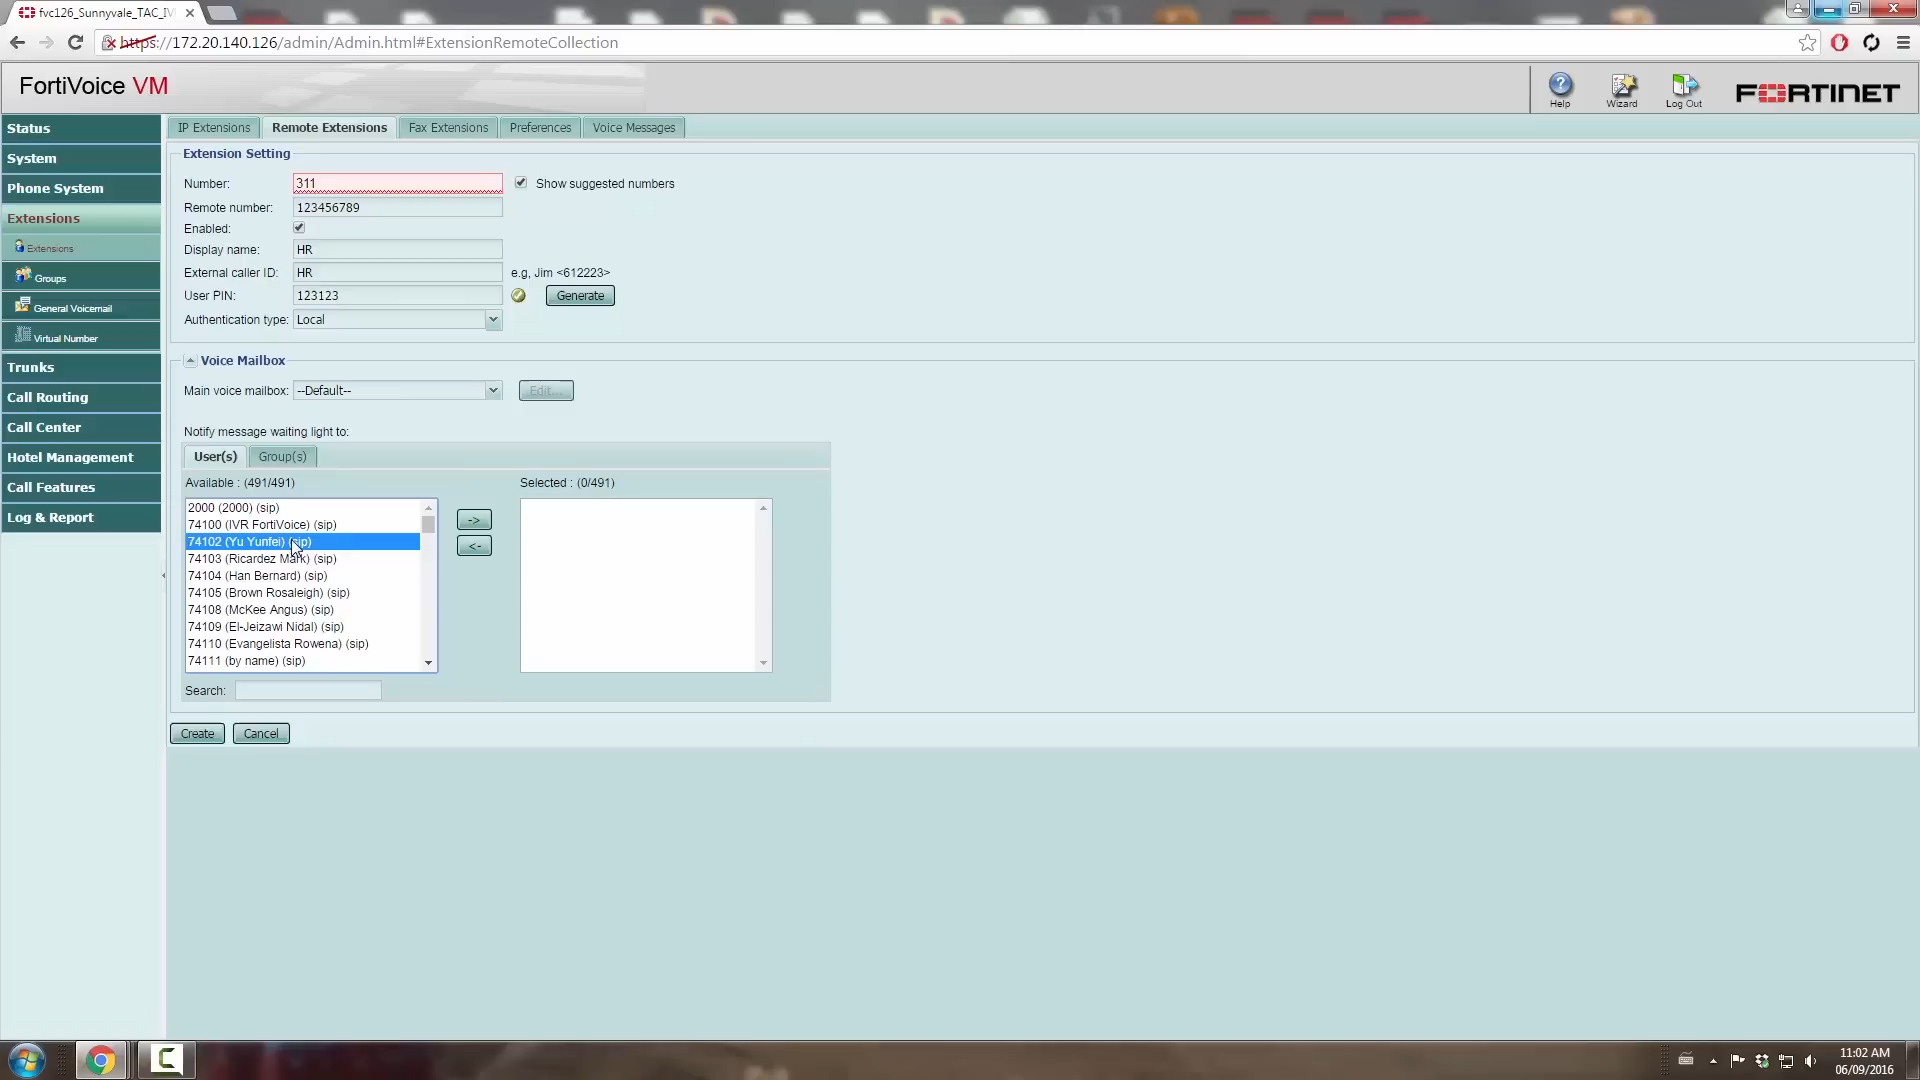 fvc126_Sunnyvale_TAC_IV
https://172.20.140.126/admin/Admin.html#ExtensionRemoteCollection
FortiVoice VM
Help
Wizard
Log Out
FORTINET
Status
System
Phone System
Extensions
Extensions
Groups
General Voicemail
Virtual Number
Trunks
Call Routing
Call Center
Hotel Management
Call Features
Log & Report
IP Extensions
Remote Extensions
Fax Extensions
Preferences
Voice Messages
Extension Setting
Number: 311 Show suggested numbers
Remote number: 123456789
Enabled:
Display name: HR
External caller ID: HR e.g, Jim <612223>
User PIN: 123123 Generate
Authentication type: Local
Voice Mailbox
Main voice mailbox: --Default-- Edit...
Notify message waiting light to:
User(s) Group(s)
Available : (491/491) Selected : (0/491)
2000 (2000) (sip)
74100 (IVR FortiVoice) (sip)
74102 (Yu Yunfei) (sip)
74103 (Ricardez Mark) (sip)
74104 (Han Bernard) (sip)
74105 (Brown Rosaleigh) (sip)
74108 (McKee Angus) (sip)
74109 (El-Jeizawi Nidal) (sip)
74110 (Evangelista Rowena) (sip)
74111 (by name) (sip)
->
<-
Search:
Create Cancel
11:02 AM
06/09/2016